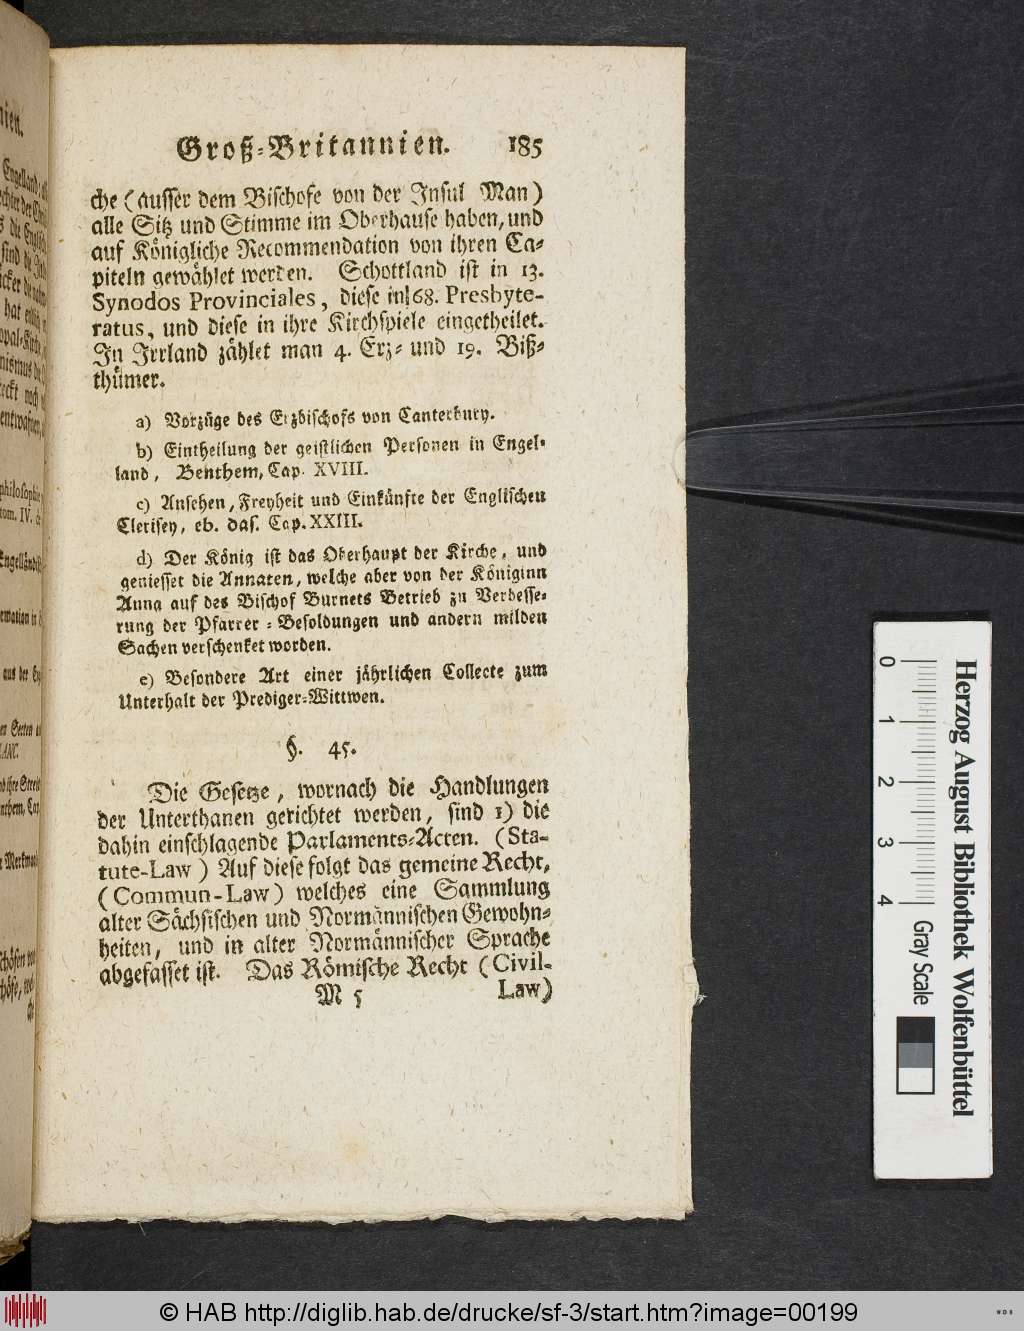 Groß-Britannien. 185
che (ausser dem Bischofe von der Insul Man)
alle Sitz und Stimme im Oberhause haben, und
auf Königliche Recommendation von ihren Ca-
piteln gewählet werden. Schottland ist in 13.
Synodos Provinciales, diese in 68. Presbyte-
ratus, und diese in ihre Kirchspiele eingetheilet.
In Irrland zählet man 4. Erz- und 19. Biß-
thümer.
a) Vorzüge des Erzbischofs von Canterbury.
b) Eintheilung der geistlichen Personen in Engel-
land, Benthem, Cap. XVIII.
c) Ansehen, Freyheit und Einkünfte der Englischen
Clerisey, eb. das. Cap. XXIII.
d) Der König ist das Oberhaupt der Kirche, und
geniesset die Annaten, welche aber von der Königinn
Anna auf des Bischof Burnets Betrieb zu Verbesse-
rung der Pfarrer-Besoldungen und andern milden
Sachen verschenket worden.
e) Besondere Art einer jährlichen Collecte zum
Unterhalt der Prediger-Wittwen.
§. 45.
Die Gesetze, wornach die Handlungen
der Unterthanen gerichtet werden, sind 1) die
dahin einschlagende Parlaments-Acten. (Sta-
tute-Law) Auf diese folgt das gemeine Recht,
(Commun-Law) welches eine Sammlung
alter Sächsischen und Normännischen Gewohn-
heiten, und in alter Normännischer Sprache
abgefasset ist. Das Römische Recht (Civil-
M 5 Law)
Herzog August Bibliothek Wolfenbüttel
0 1 2 3 4 Gray Scale
© HAB http://diglib.hab.de/drucke/sf-3/start.htm?image=00199